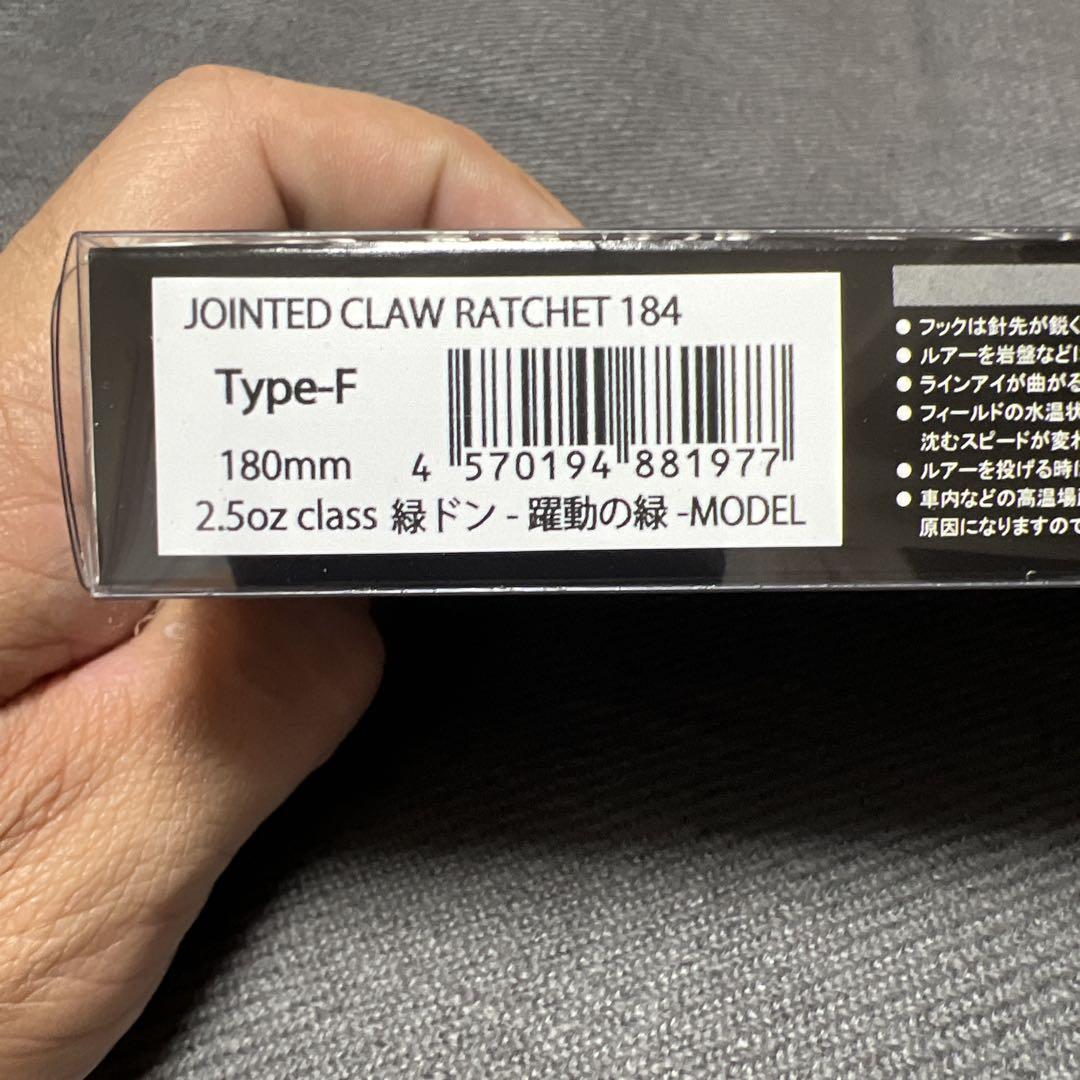 JOINTED CLAW RATCHET 184
Type-F
180mm
4 570194 881977
2.5oz class 緑ドン - 躍動の緑 -MODEL
● フックは針先が鋭く
● ルアーを岩盤などに
● ラインアイが曲がる
● フィールドの水温状
沈むスピードが変わ
● ルアーを投げる時に
● 車内などの高温場所
原因になりますので